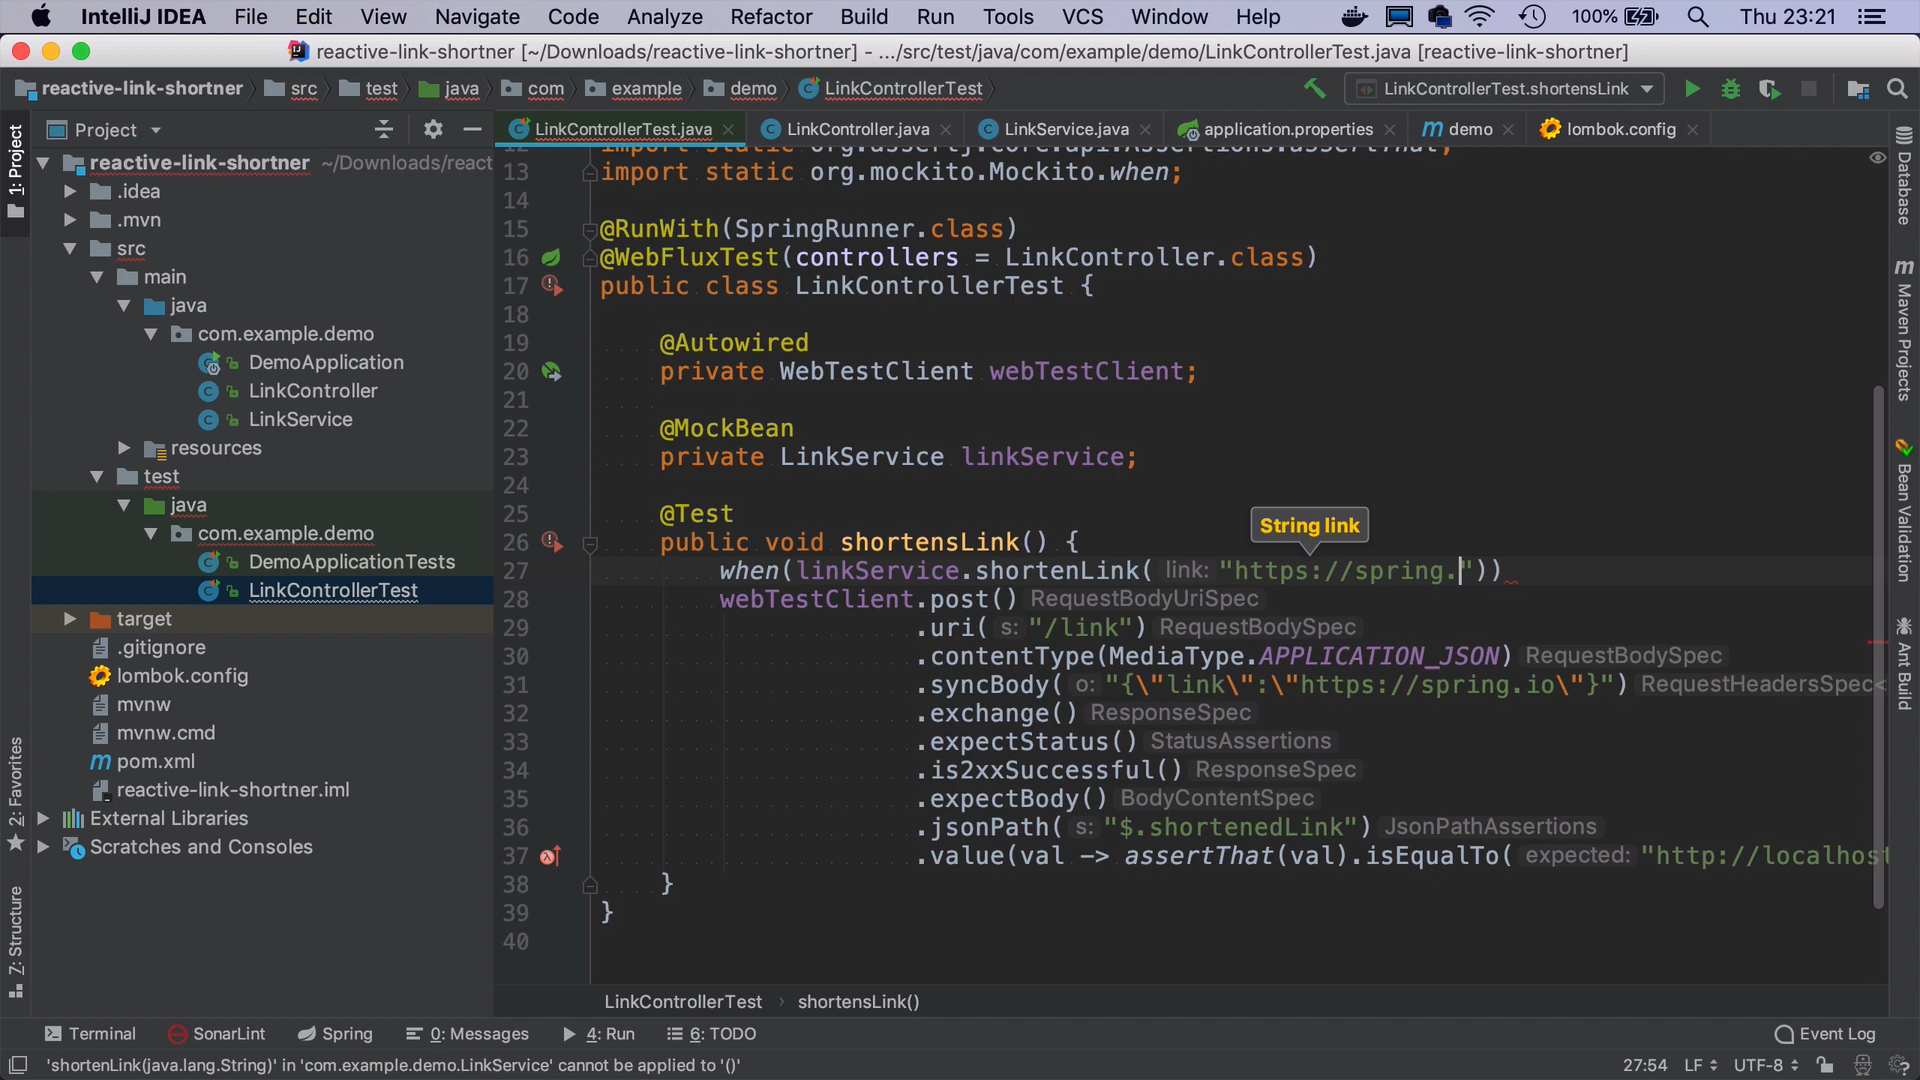 IntelliJ IDEA File Edit View Navigate Code Analyze Refactor Build Run Tools VCS Window Help 100% Thu 23:21
reactive-link-shortner [~/Downloads/reactive-link-shortner] - .../src/test/java/com/example/demo/LinkControllerTest.java [reactive-link-shortner]
reactive-link-shortner src test java com example demo LinkControllerTest LinkControllerTest.shortensLink
Project
LinkControllerTest.java LinkController.java LinkService.java application.properties demo lombok.config
1: Project
2: Favorites
Z: Structure
reactive-link-shortner ~/Downloads/react
.idea
.mvn
src
main
java
com.example.demo
DemoApplication
LinkController
LinkService
resources
test
java
com.example.demo
DemoApplicationTests
LinkControllerTest
target
.gitignore
lombok.config
mvnw
mvnw.cmd
pom.xml
reactive-link-shortner.iml
External Libraries
Scratches and Consoles
12 import static org.assertj.core.api.Assertions.assertThat;
13 import static org.mockito.Mockito.when;
14
15 @RunWith(SpringRunner.class)
16 @WebFluxTest(controllers = LinkController.class)
17 public class LinkControllerTest {
18
19 @Autowired
20 private WebTestClient webTestClient;
21
22 @MockBean
23 private LinkService linkService;
24
25 @Test
String link
26 public void shortensLink() {
27 when(linkService.shortenLink( link: "https://spring."))
28 webTestClient.post() RequestBodyUriSpec
29 .uri( s: "/link") RequestBodySpec
30 .contentType(MediaType.APPLICATION_JSON) RequestBodySpec
31 .syncBody( o: "{\"link\":\"https://spring.io\"}") RequestHeadersSpec<
32 .exchange() ResponseSpec
33 .expectStatus() StatusAssertions
34 .is2xxSuccessful() ResponseSpec
35 .expectBody() BodyContentSpec
36 .jsonPath( s: "$.shortenedLink") JsonPathAssertions
37 .value(val -> assertThat(val).isEqualTo( expected: "http://localhost
38 }
39 }
40
LinkControllerTest shortensLink()
Database
Maven Projects
Bean Validation
Ant Build
Terminal SonarLint Spring 0: Messages 4: Run 6: TODO Event Log
'shortenLink(java.lang.String)' in 'com.example.demo.LinkService' cannot be applied to '()' 27:54 LF UTF-8